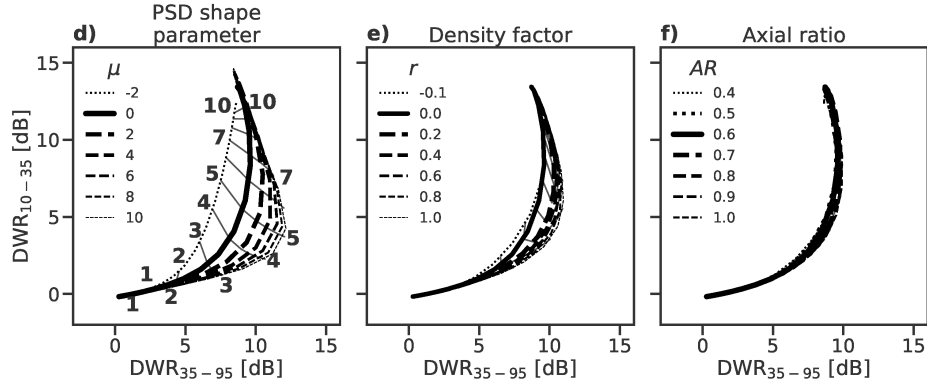 d) PSD shape
parameter
μ
-2
0
2
4
6
8
10
15
10
5
0
DWR10−35 [dB]
10 10
7
7
5
5
4
4
3
3
2
2
1
1
0 5 10 15
DWR35−95 [dB]
e) Density factor
r
-0.1
0.0
0.2
0.4
0.6
0.8
1.0
0 5 10 15
DWR35−95 [dB]
f) Axial ratio
AR
0.4
0.5
0.6
0.7
0.8
0.9
1.0
0 5 10 15
DWR35−95 [dB]